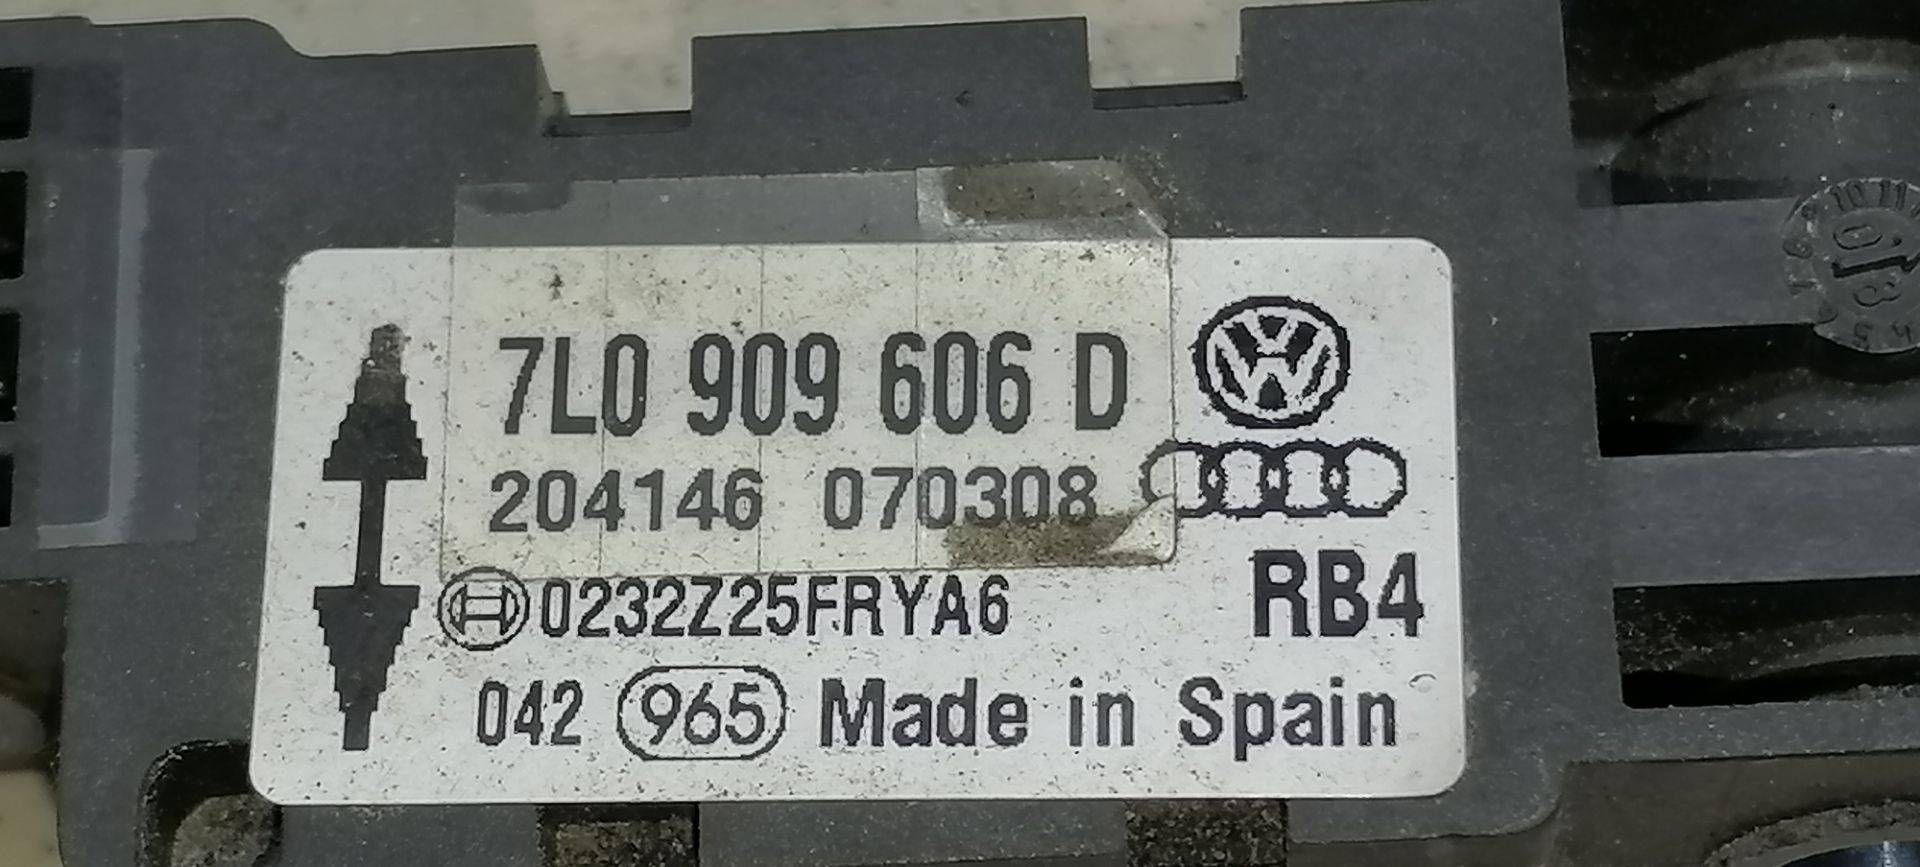 7L0 909 606 D
204146 070308
0232Z25FRYA6
RB4
042 965 Made in Spain